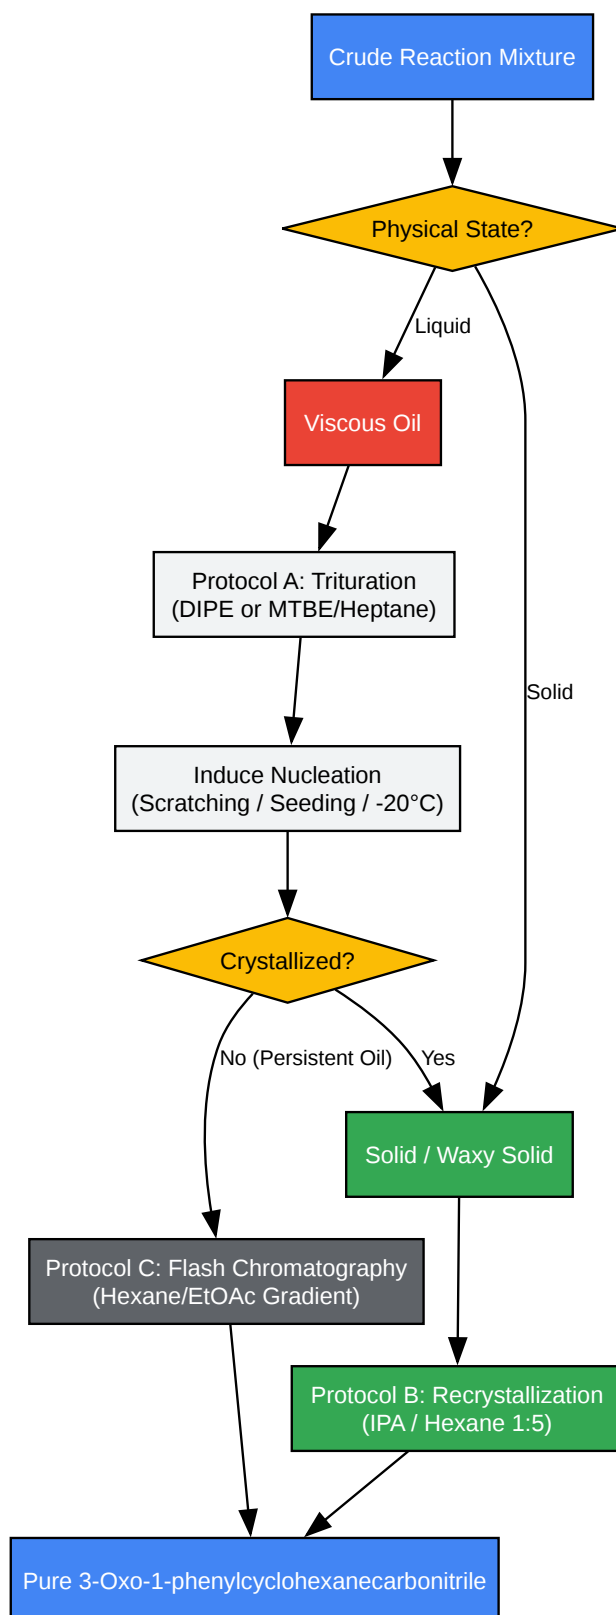 Crude Reaction Mixture
Physical State?
Liquid
Viscous Oil
Protocol A: Trituration
(DIPE or MTBE/Heptane)
Solid
Induce Nucleation
(Scratching / Seeding / -20°C)
Crystallized?
No (Persistent Oil)
Yes
Solid / Waxy Solid
Protocol C: Flash Chromatography
(Hexane/EtOAc Gradient)
Protocol B: Recrystallization
(IPA / Hexane 1:5)
Pure 3-Oxo-1-phenylcyclohexanecarbonitrile